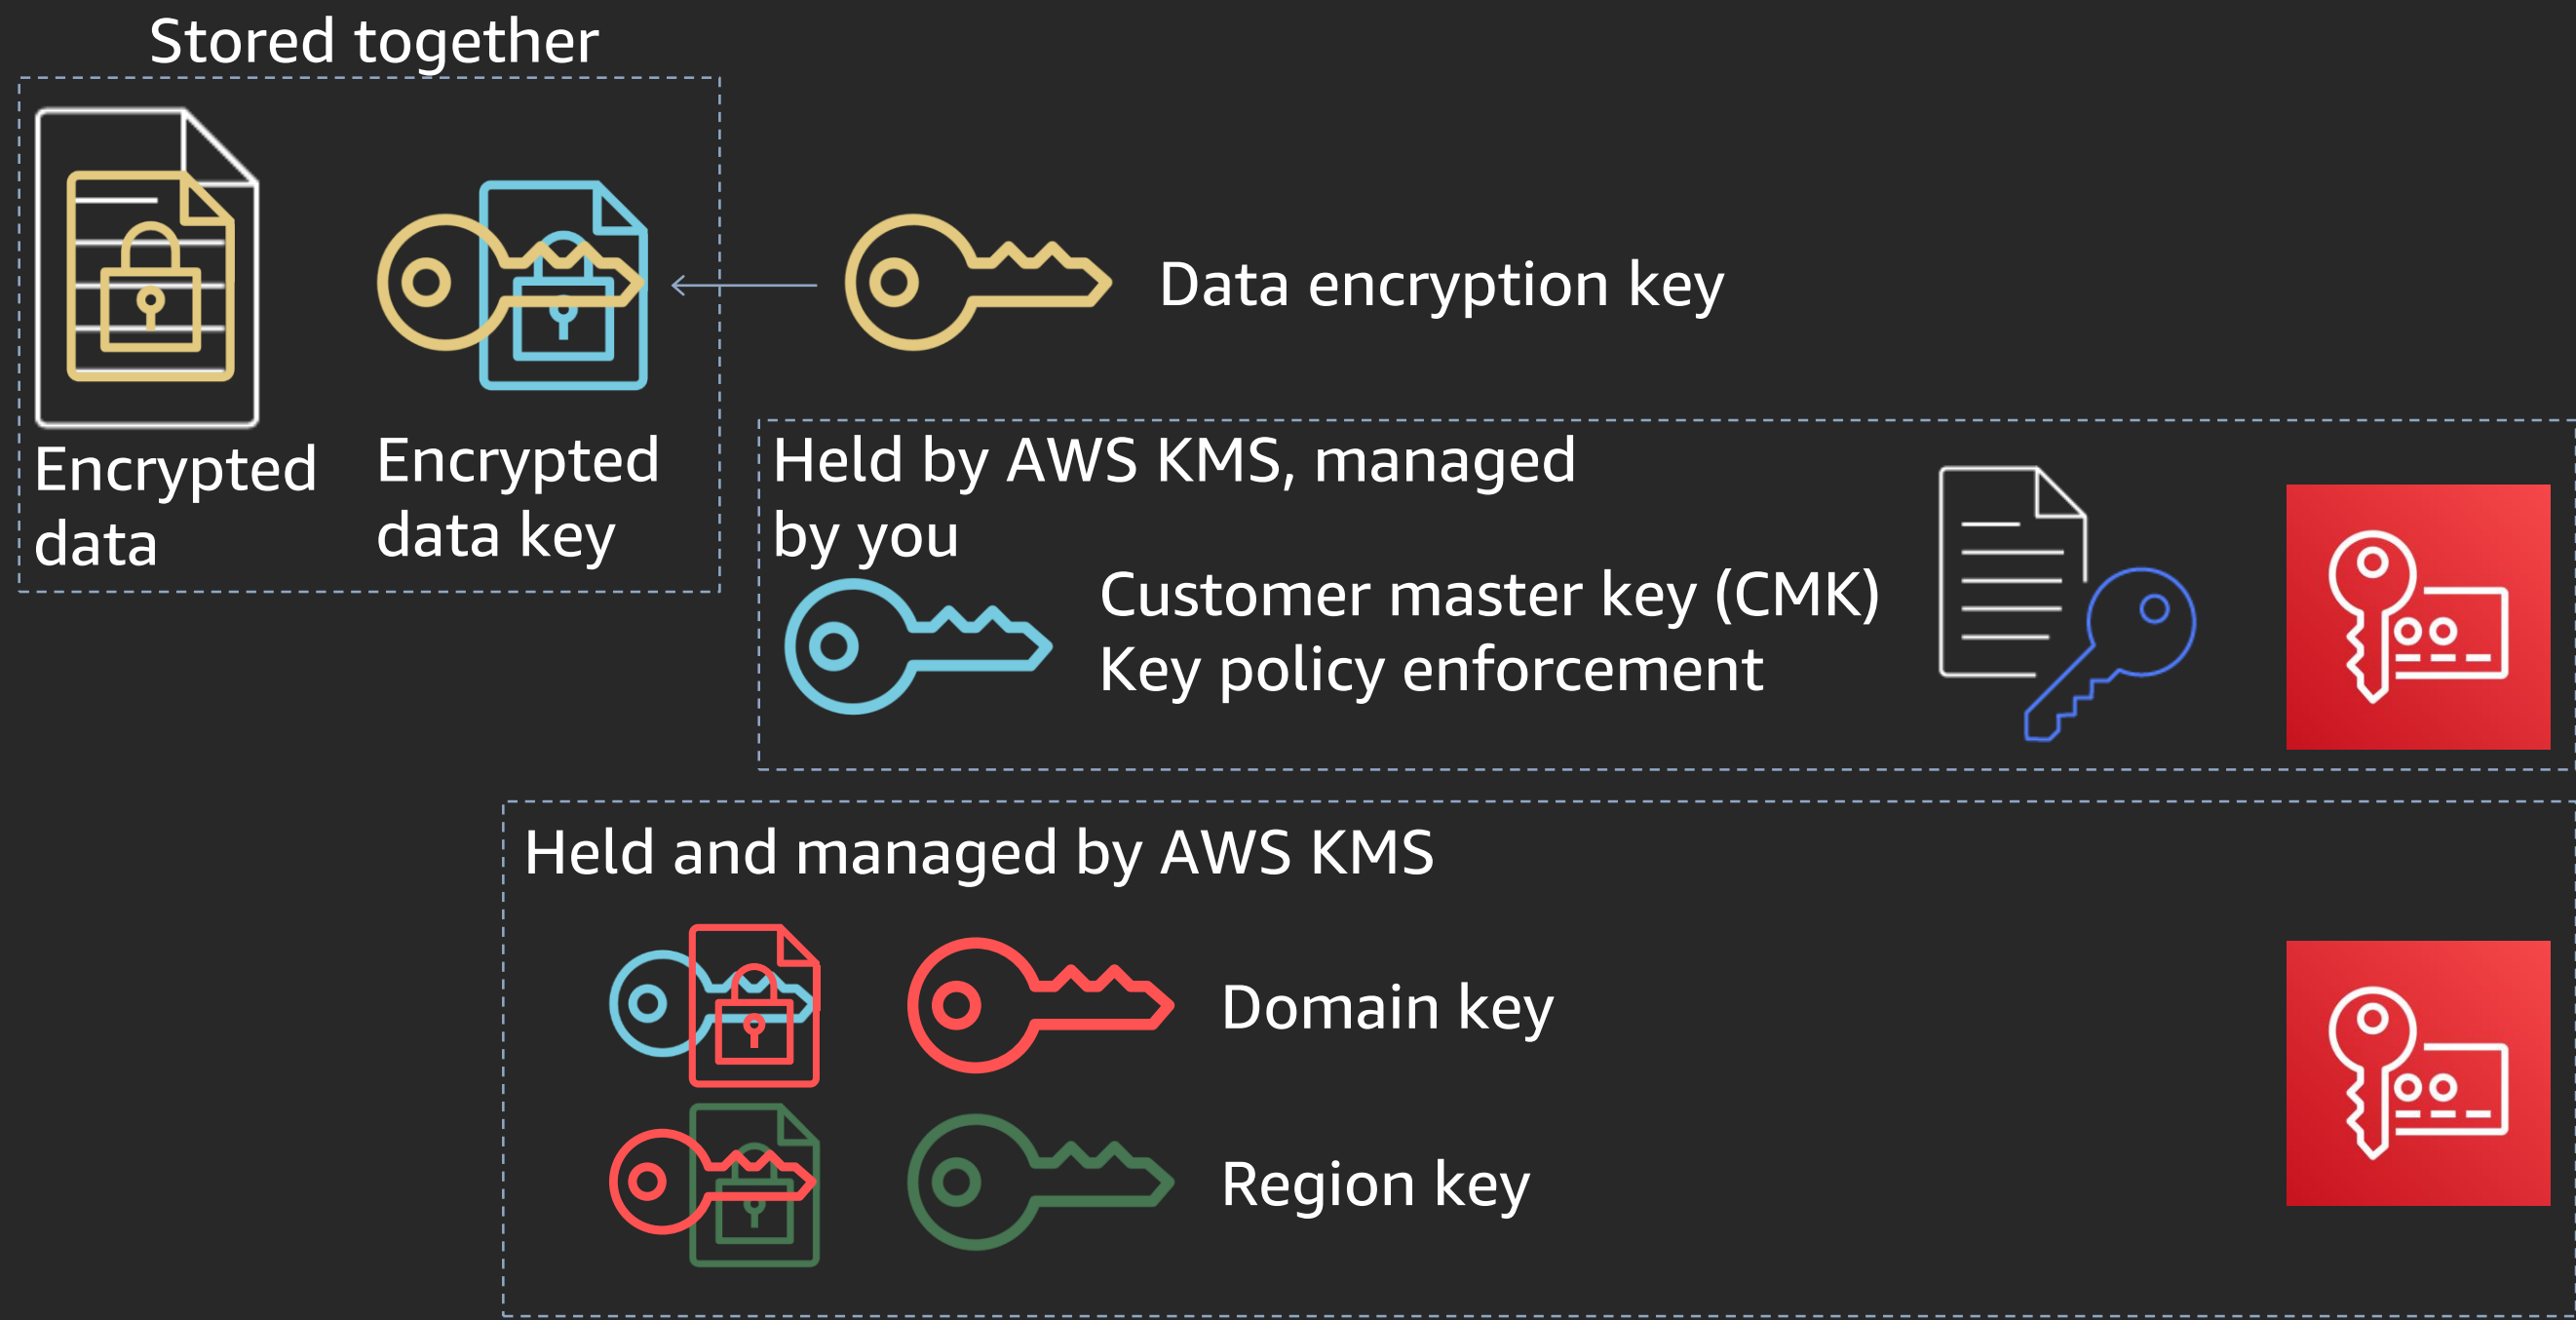 Stored together
Encrypted
data
Encrypted
data key
Data encryption key
Held by AWS KMS, managed
by you
Customer master key (CMK)
Key policy enforcement
Held and managed by AWS KMS
Domain key
Region key